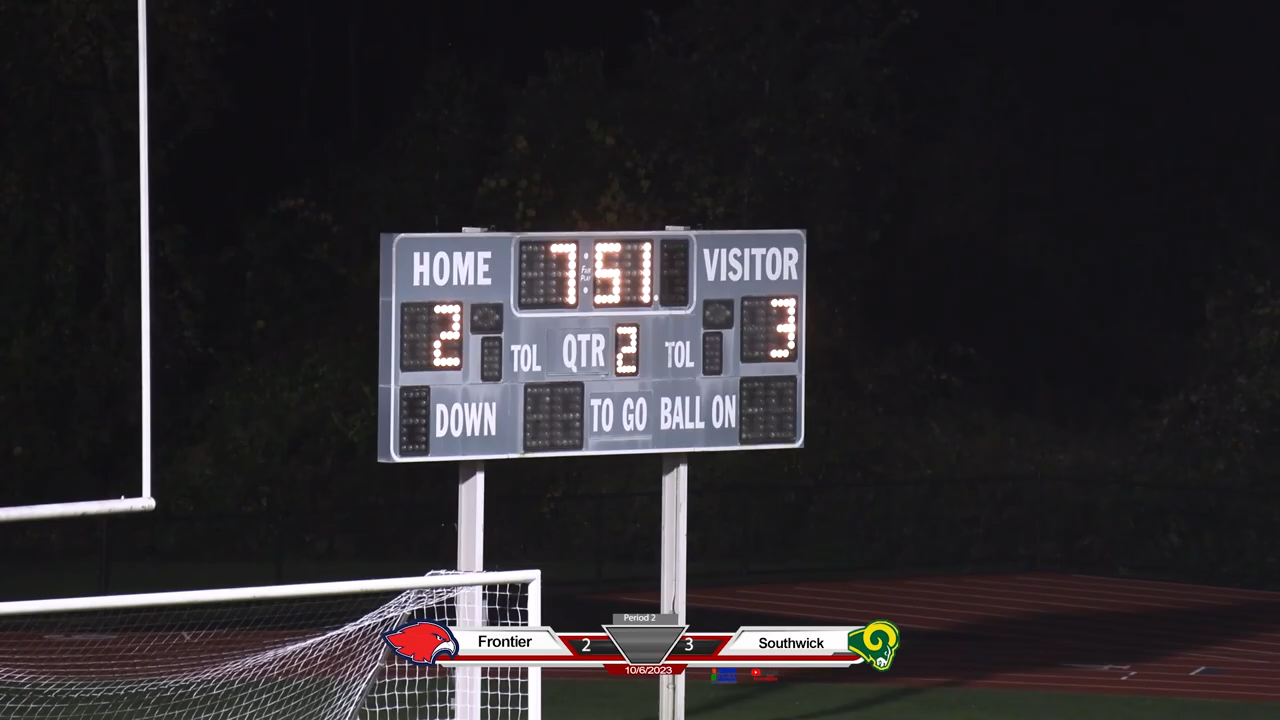 HOME 7:51 VISITOR
2 TOL QTR 2 TOL 3
DOWN TO GO BALL ON
Period 2
Frontier 2 3 Southwick
10/6/2023